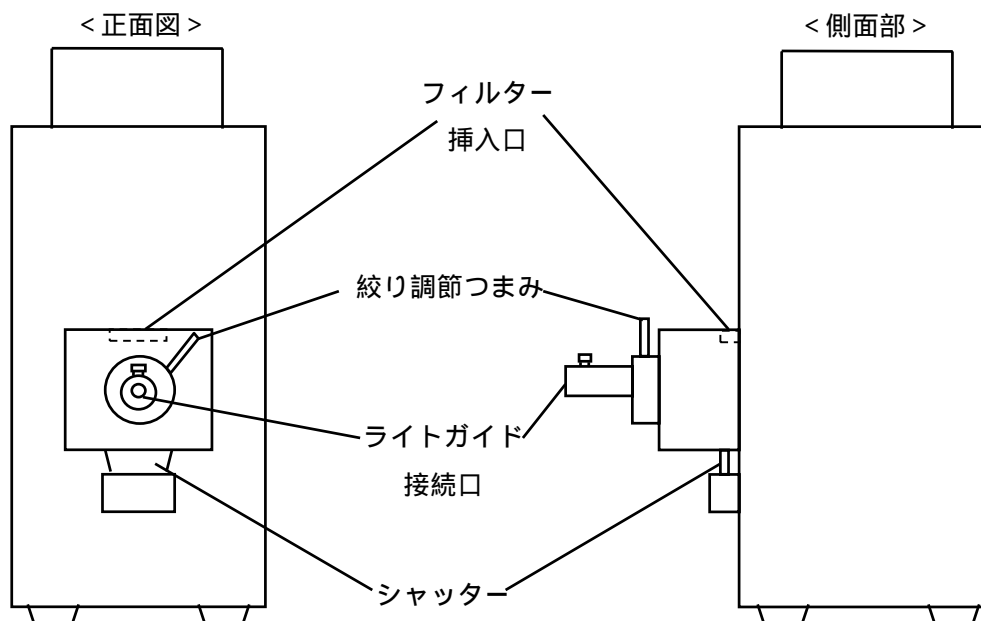 <正面図>
<側面部>
フィルター
挿入口
絞り調節つまみ
ライトガイド
接続口
シャッター